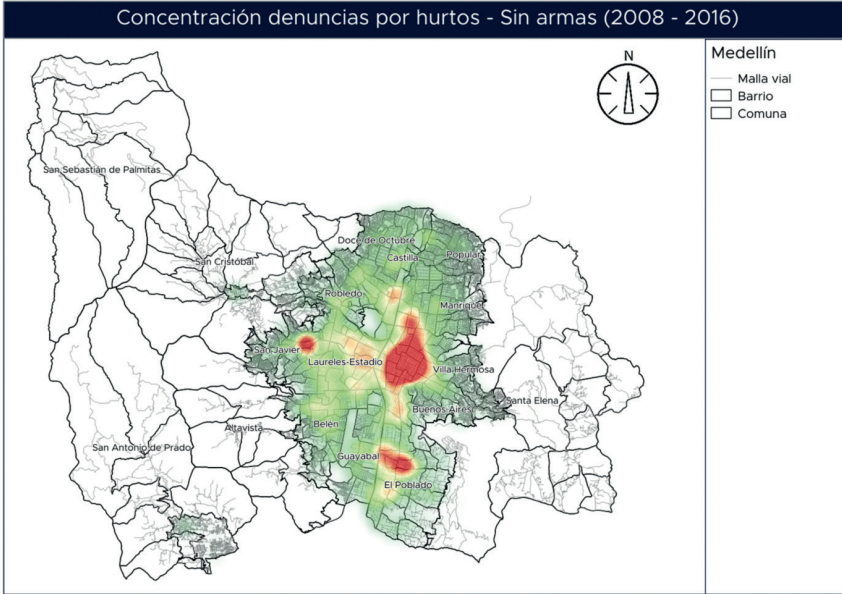 Concentración denuncias por hurtos - Sin armas (2008 - 2016)
Medellín
Malla vial
Barrio
Comuna
N
San Sebastián de Palmitas
San Cristóbal
Doce de Octubre
Castilla
Popular
Robledo
Manrique
San Javier
Laureles-Estadio
Villa Hermosa
Santa Elena
Buenos Aires
Belén
Altavista
San Antonio de Prado
Guayabal
El Poblado